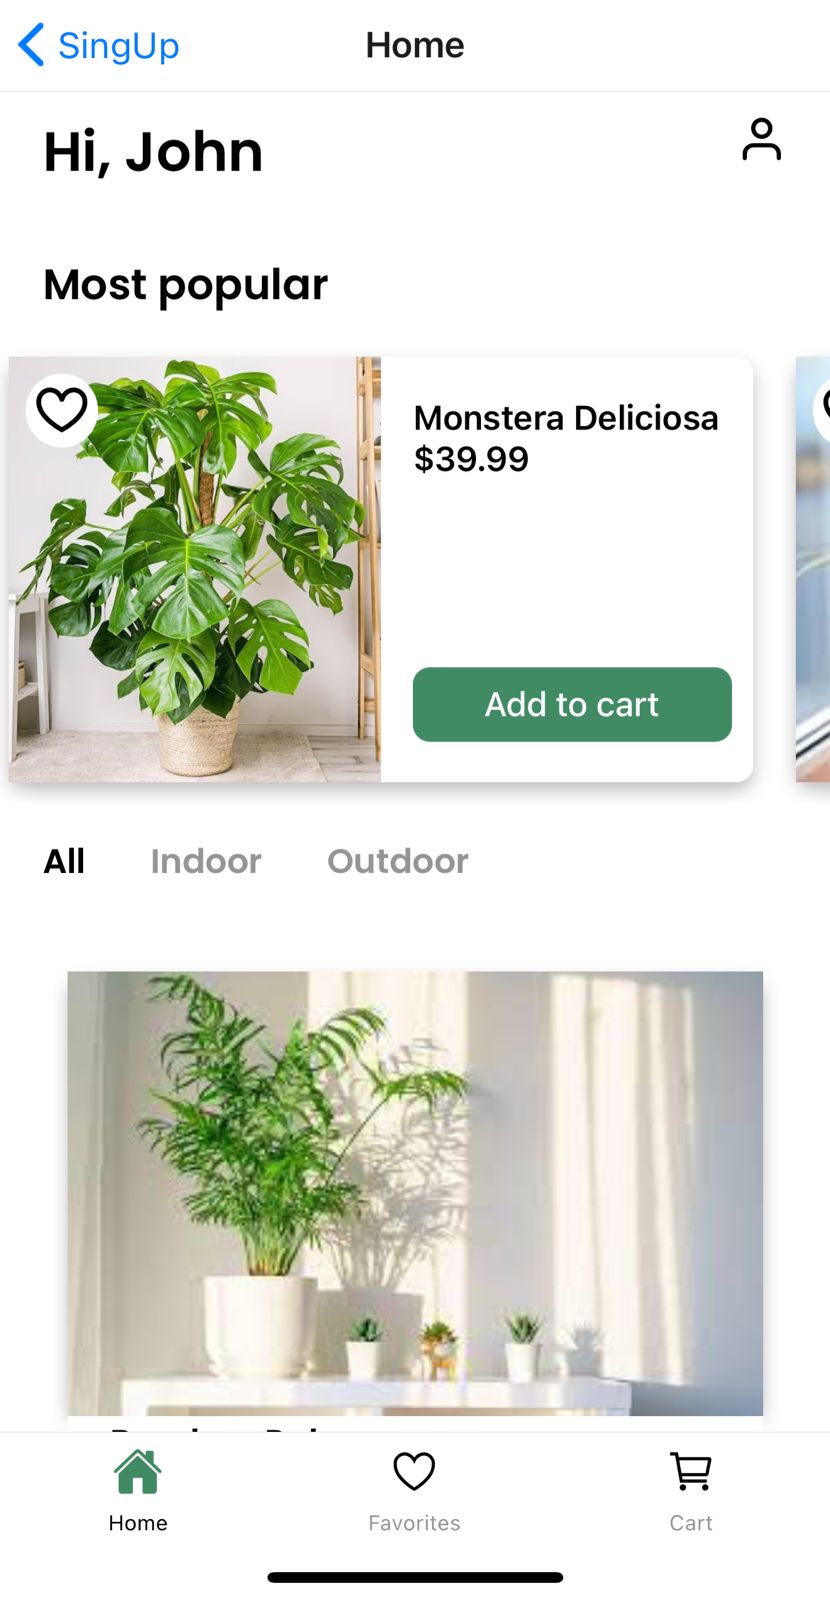 SingUp
Home
Hi, John
Most popular
Monstera Deliciosa
$39.99
Add to cart
All Indoor Outdoor
Home Favorites Cart